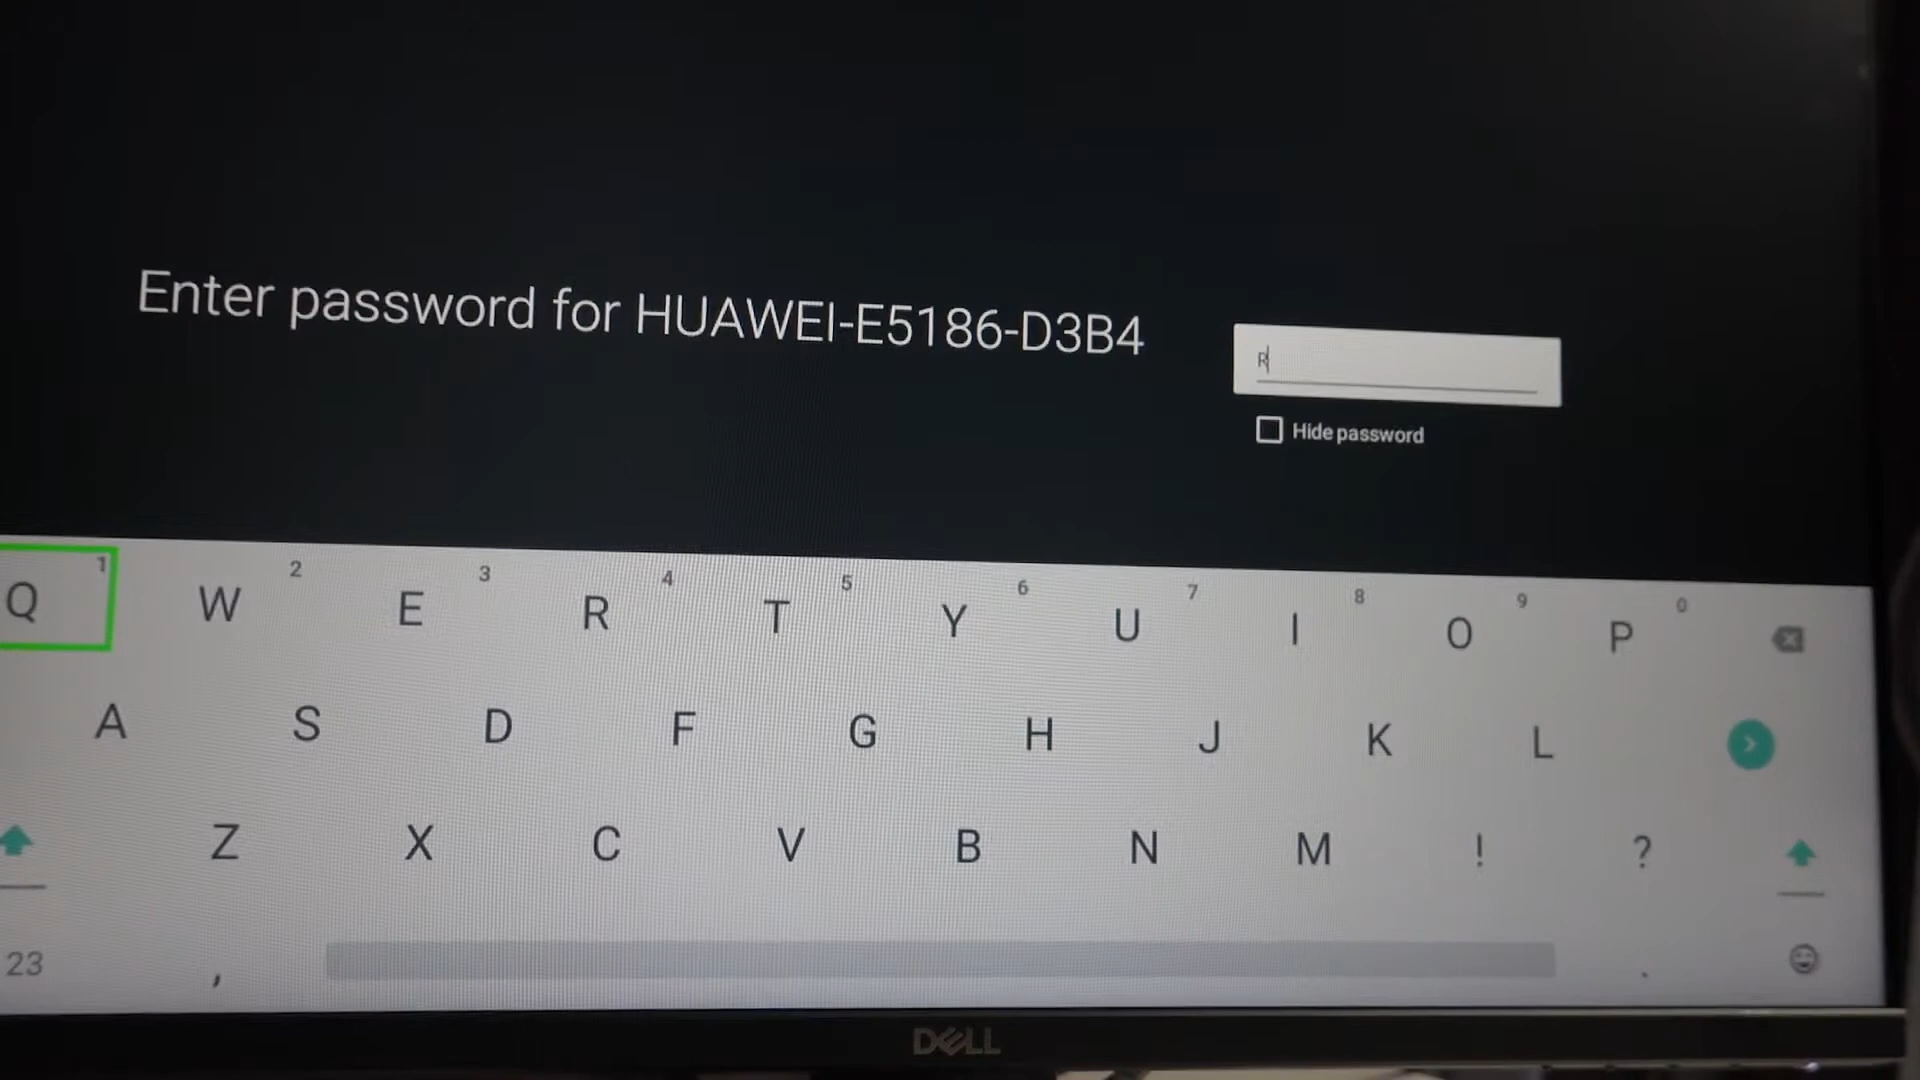 Enter password for HUAWEI-E5186-D3B4
R
Hide password
1 2 3 4 5 6 7 8 9 0
Q W E R T Y U I O P
A S D F G H J K L
Z X C V B N M ! ?
23 , .
DELL